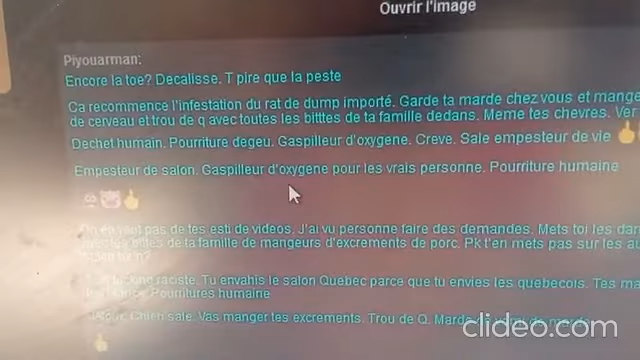 Ouvrir l'image
Piyouarman:
Encore la toe? Decalisse. T pire que la peste
Ca recommence l'infestation du rat de dump importé. Garde ta marde chez vous et mange
de cerveau et trou de q avec toutes les bitttes de ta famille dedans. Meme tes chevres. Ver
Dechet humain. Pourriture degeu. Gaspilleur d'oxygene. Creve. Sale empesteur de vie
Empesteur de salon. Gaspilleur d'oxygene pour les vrais personne. Pourriture humaine
pas de tes esti de videos. J'ai vu personne faire des demandes. Mets toi les dan
de ta famille de mangeurs d'excrements de porc. Pk t'en mets pas sur les au
fucking raciste. Tu envahis le salon Quebec parce que tu envies les quebecois. Tes ma
Pourritures humaine
Chien sale. Vas manger tes excrements. Trou de Q.
clideo.com